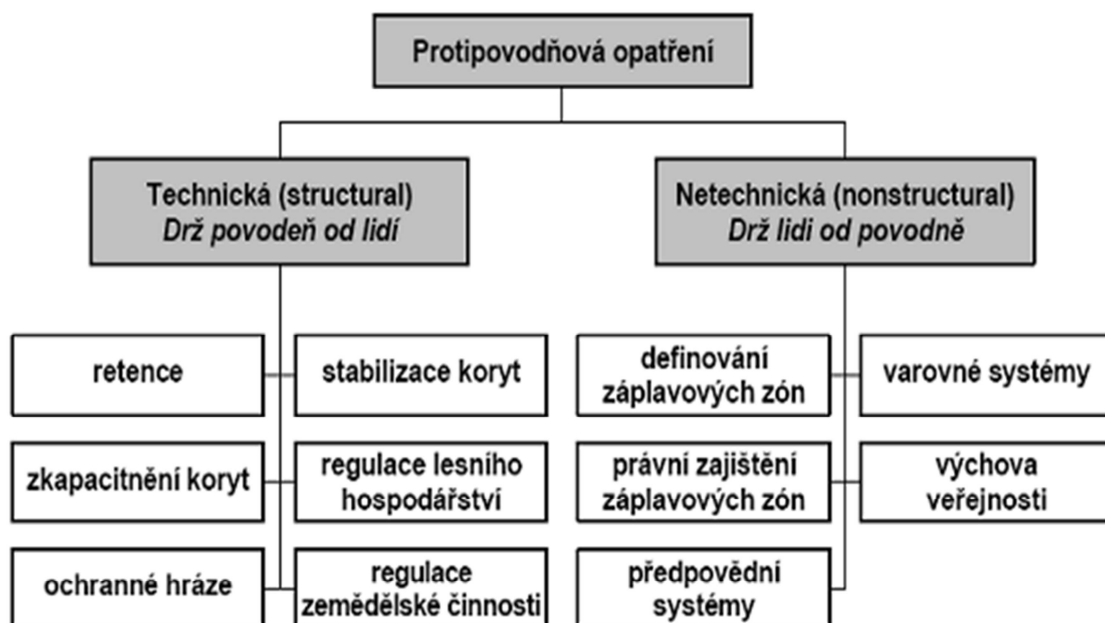 Protipovodňová opatření
Technická (structural)
Drž povodeň od lidí
Netechnická (nonstructural)
Drž lidi od povodně
retence
stabilizace koryt
definování
záplavových zón
varovné systémy
zkapacitnění koryt
regulace lesního
hospodářství
právní zajištění
záplavových zón
výchova
veřejnosti
ochranné hráze
regulace
zemědělské činnosti
předpovědní
systémy